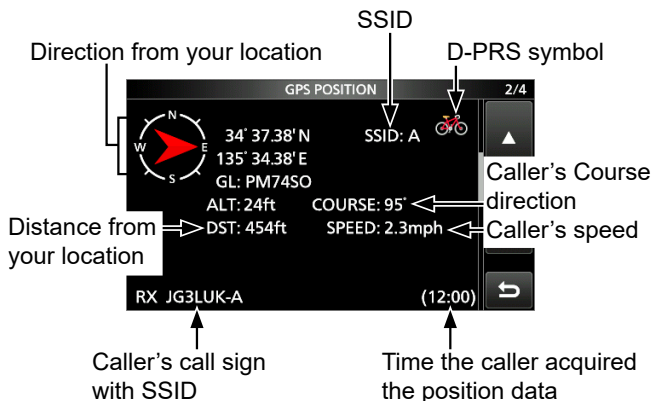 SSID
Direction from your location
D-PRS symbol
GPS POSITION
2/4
N
W
E
S
34°37.38'N
SSID: A
135°34.38'E
GL: PM74SO
ALT: 24ft
COURSE: 95°
Caller's Course
direction
Distance from
your location
DST: 454ft
SPEED: 2.3mph
Caller's speed
RX JG3LUK-A
(12:00)
Caller's call sign
with SSID
Time the caller acquired
the position data